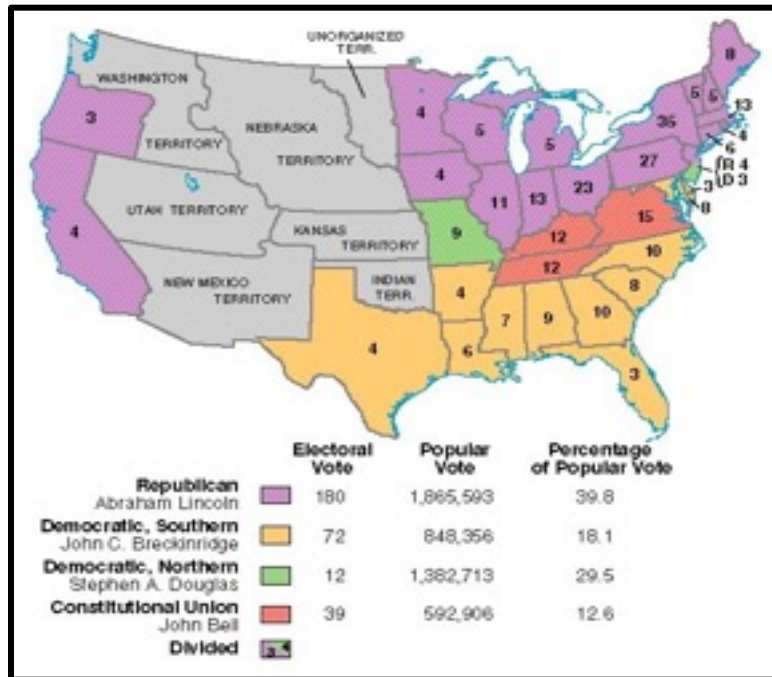 UNORGANIZED
TERR.
WASHINGTON
TERRITORY
NEBRASKA
TERRITORY
UTAH TERRITORY
KANSAS
TERRITORY
NEW MEXICO
TERRITORY
INDIAN
TERR.
3
4
4
5
5
4
11
13
23
27
35
8
5
5
13
4
6
R 4
D 3
3
8
9
12
12
15
10
8
4
7
9
10
6
4
3
Electoral Vote Popular Vote Percentage of Popular Vote
Republican
Abraham Lincoln 180 1,865,593 39.8
Democratic, Southern
John C. Breckinridge 72 848,356 18.1
Democratic, Northern
Stephen A. Douglas 12 1,382,713 29.5
Constitutional Union
John Bell 39 592,906 12.6
Divided 3 4